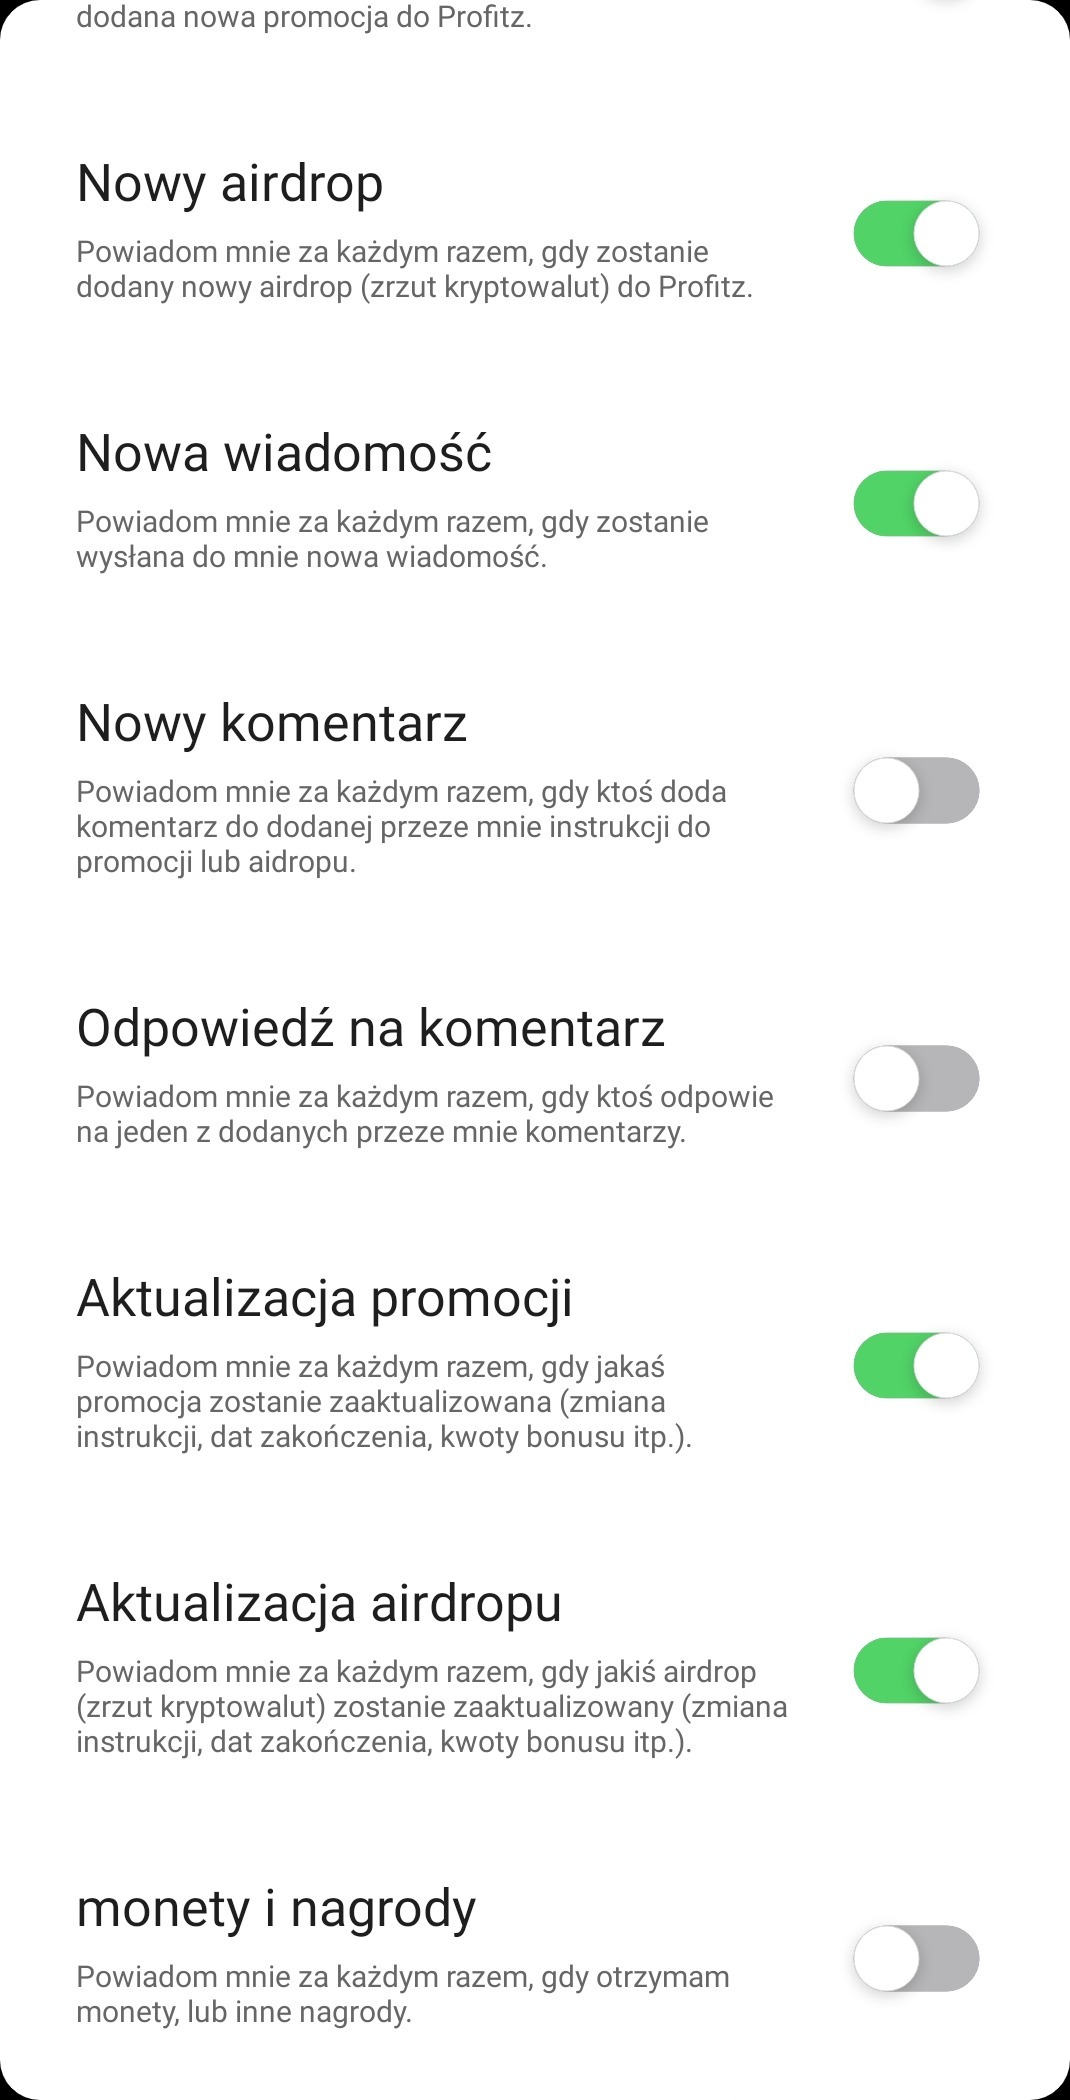 dodana nowa promocja do Profitz.
Nowy airdrop
Powiadom mnie za każdym razem, gdy zostanie
dodany nowy airdrop (zrzut kryptowalut) do Profitz.
Nowa wiadomość
Powiadom mnie za każdym razem, gdy zostanie
wysłana do mnie nowa wiadomość.
Nowy komentarz
Powiadom mnie za każdym razem, gdy ktoś doda
komentarz do dodanej przeze mnie instrukcji do
promocji lub aidropu.
Odpowiedź na komentarz
Powiadom mnie za każdym razem, gdy ktoś odpowie
na jeden z dodanych przeze mnie komentarzy.
Aktualizacja promocji
Powiadom mnie za każdym razem, gdy jakaś
promocja zostanie zaaktualizowana (zmiana
instrukcji, dat zakończenia, kwoty bonusu itp.).
Aktualizacja airdropu
Powiadom mnie za każdym razem, gdy jakiś airdrop
(zrzut kryptowalut) zostanie zaaktualizowany (zmiana
instrukcji, dat zakończenia, kwoty bonusu itp.).
monety i nagrody
Powiadom mnie za każdym razem, gdy otrzymam
monety, lub inne nagrody.